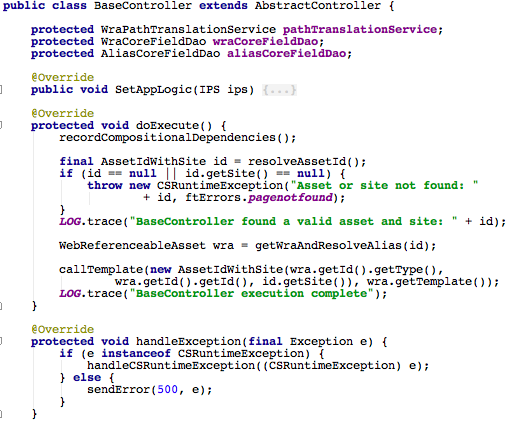 public class BaseController extends AbstractController {
protected WraPathTranslationService pathTranslationService;
protected WraCoreFieldDao wraCoreFieldDao;
protected AliasCoreFieldDao aliasCoreFieldDao;
@Override
public void SetAppLogic(IPS ips) {...}
@Override
protected void doExecute() {
recordCompositionalDependencies();
final AssetIdWithSite id = resolveAssetId();
if (id == null || id.getSite() == null) {
throw new CSRuntimeException("Asset or site not found: "
+ id, ftErrors.pagenotfound);
}
LOG.trace("BaseController found a valid asset and site: " + id);
WebReferenceableAsset wra = getWraAndResolveAlias(id);
callTemplate(new AssetIdWithSite(wra.getId().getType(),
wra.getId().getId(), id.getSite()), wra.getTemplate());
LOG.trace("BaseController execution complete");
}
@Override
protected void handleException(final Exception e) {
if (e instanceof CSRuntimeException) {
handleCSRuntimeException((CSRuntimeException) e);
} else {
sendError(500, e);
}
}